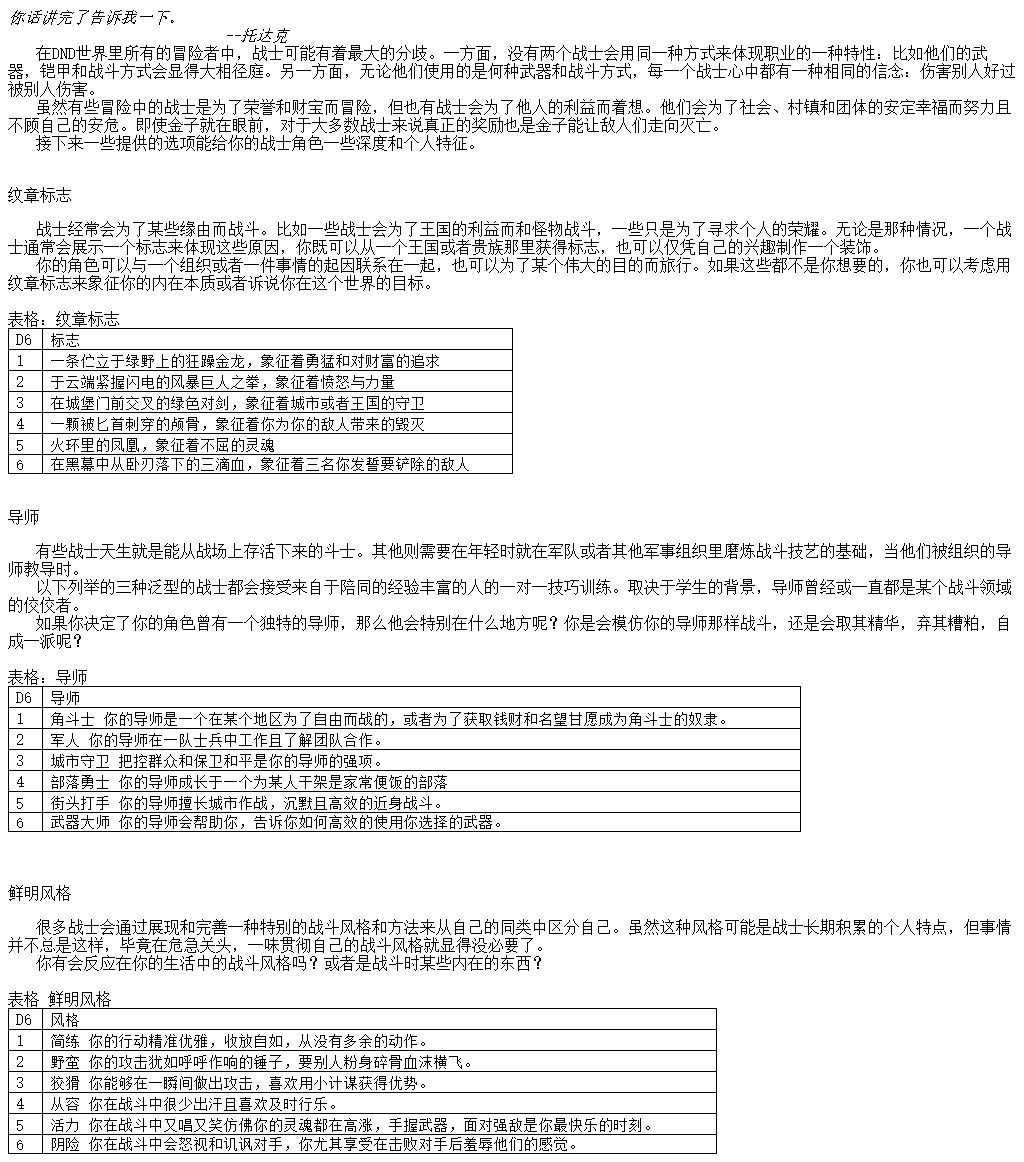 你话讲完了告诉我一下。
--托达克
在DND世界里所有的冒险者中，战士可能有着最大的分歧。一方面，没有两个战士会用同一种方式来体现职业的一种特性：比如他们的武
器，铠甲和战斗方式会显得大相径庭。另一方面，无论他们使用的是何种武器和战斗方式，每一个战士心中都有一种相同的信念：伤害别人好过
被别人伤害。
虽然有些冒险中的战士是为了荣誉和财宝而冒险，但也有战士会为了他人的利益而着想。他们会为了社会、村镇和团体的安定幸福而努力且
不顾自己的安危。即使金子就在眼前，对于大多数战士来说真正的奖励也是金子能让敌人们走向灭亡。
接下来一些提供的选项能给你的战士角色一些深度和个人特征。
纹章标志
战士经常会为了某些缘由而战斗。比如一些战士会为了王国的利益而和怪物战斗，一些只是为了寻求个人的荣耀。无论是那种情况，一个战
士通常会展示一个标志来体现这些原因，你既可以从一个王国或者贵族那里获得标志，也可以仅凭自己的兴趣制作一个装饰。
你的角色可以与一个组织或者一件事情的起因联系在一起，也可以为了某个伟大的目的而旅行。如果这些都不是你想要的，你也可以考虑用
纹章标志来象征你的内在本质或者诉说你在这个世界的目标。
表格：纹章标志
D6 标志
1 一条伫立于绿野上的狂躁金龙，象征着勇猛和对财富的追求
2 于云端紧握闪电的风暴巨人之拳，象征着愤怒与力量
3 在城堡门前交叉的绿色对剑，象征着城市或者王国的守卫
4 一颗被匕首刺穿的颅骨，象征着你为你的敌人带来的毁灭
5 火环里的凤凰，象征着不屈的灵魂
6 在黑幕中从卧刃落下的三滴血，象征着三名你发誓要铲除的敌人
导师
有些战士天生就是能从战场上存活下来的斗士。其他则需要在年轻时就在军队或者其他军事组织里磨炼战斗技艺的基础，当他们被组织的导
师教导时。
以下列举的三种泛型的战士都会接受来自于陪同的经验丰富的人的一对一技巧训练。取决于学生的背景，导师曾经或一直都是某个战斗领域
的佼佼者。
如果你决定了你的角色曾有一个独特的导师，那么他会特别在什么地方呢？你是会模仿你的导师那样战斗，还是会取其精华，弃其糟粕，自
成一派呢？
表格：导师
D6 导师
1 角斗士 你的导师是一个在某个地区为了自由而战的，或者为了获取钱财和名望甘愿成为角斗士的奴隶。
2 军人 你的导师在一队士兵中工作且了解团队合作。
3 城市守卫 把控群众和保卫和平是你的导师的强项。
4 部落勇士 你的导师成长于一个为某人干架是家常便饭的部落
5 街头打手 你的导师擅长城市作战，沉默且高效的近身战斗。
6 武器大师 你的导师会帮助你，告诉你如何高效的使用你选择的武器。
鲜明风格
很多战士会通过展现和完善一种特别的战斗风格和方法来从自己的同类中区分自己。虽然这种风格可能是战士长期积累的个人特点，但事情
并不总是这样，毕竟在危急关头，一味贯彻自己的战斗风格就显得没必要了。
你有会反应在你的生活中的战斗风格吗？或者是战斗时某些内在的东西？
表格 鲜明风格
D6 风格
1 简练 你的行动精准优雅，收放自如，从没有多余的动作。
2 野蛮 你的攻击犹如呼呼作响的锤子，要别人粉身碎骨血沫横飞。
3 狡猾 你能够在一瞬间做出攻击，喜欢用小计谋获得优势。
4 从容 你在战斗中很少出汗且喜欢及时行乐。
5 活力 你在战斗中又唱又笑仿佛你的灵魂都在高涨，手握武器，面对强敌是你最快乐的时刻。
6 阴险 你在战斗中会怒视和讥讽对手，你尤其享受在击败对手后羞辱他们的感觉。